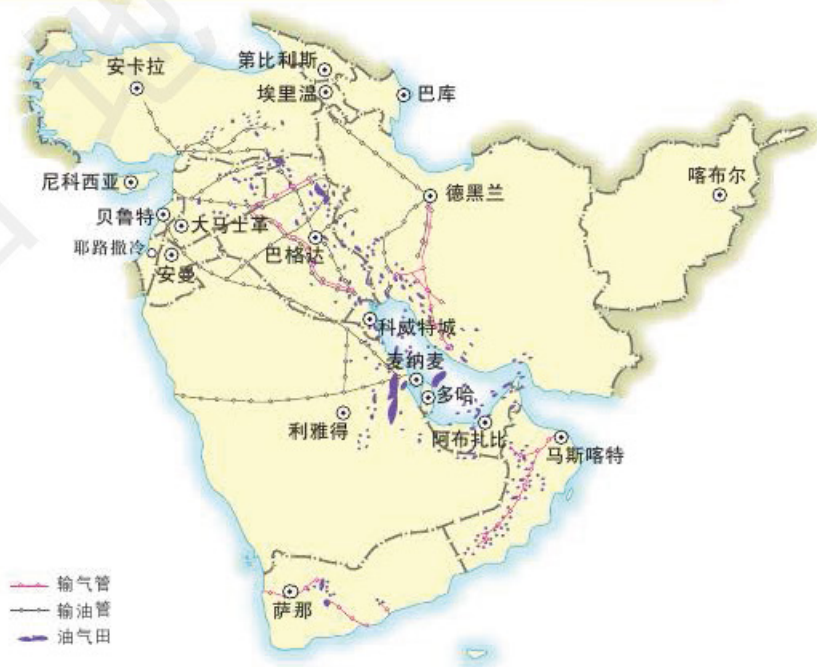 地
第比利斯
安卡拉
埃里温
巴库
喀布尔
尼科西亚
德黑兰
贝鲁特
大马士革
耶路撒冷
巴格达
安曼
科威特城
麦纳麦
多哈
利雅得
阿布扎比
马斯喀特
输气管
输油管
萨那
油气田